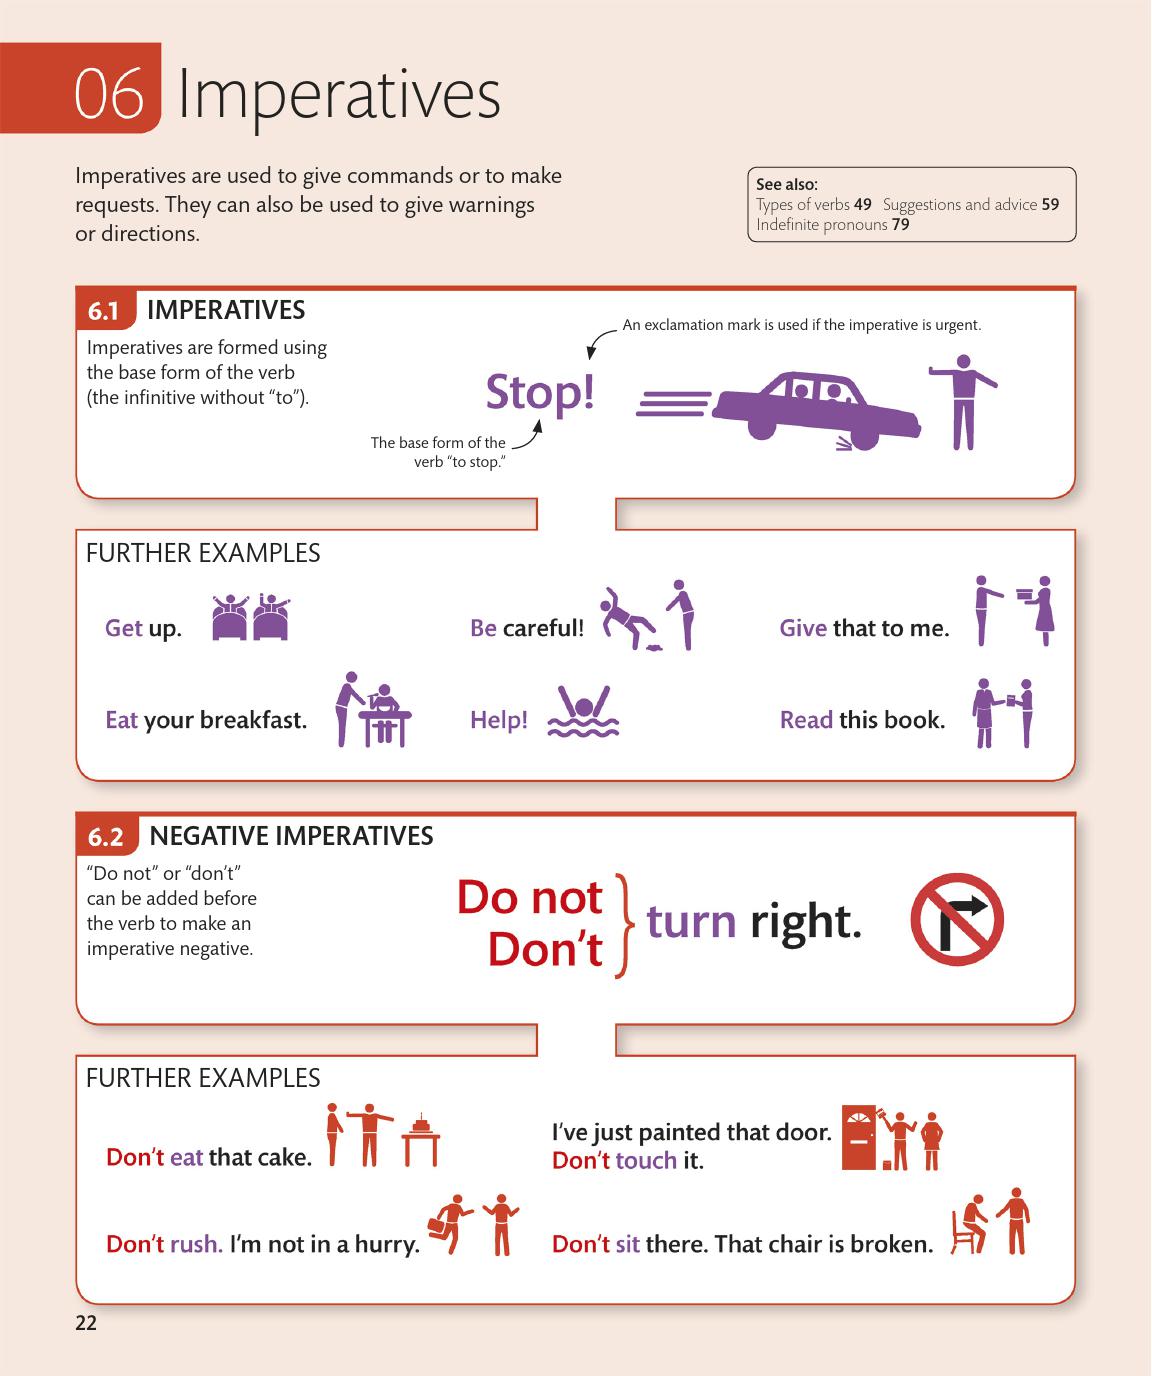 06 Imperatives
Imperatives are used to give commands or to make
requests. They can also be used to give warnings
or directions.
See also:
Types of verbs 49 Suggestions and advice 59
Indefinite pronouns 79
6.1 IMPERATIVES
Imperatives are formed using
the base form of the verb
(the infinitive without “to”).
An exclamation mark is used if the imperative is urgent.
Stop!
The base form of the
verb “to stop.”
FURTHER EXAMPLES
Get up.
Be careful!
Give that to me.
Eat your breakfast.
Help!
Read this book.
6.2 NEGATIVE IMPERATIVES
“Do not” or “don’t”
can be added before
the verb to make an
imperative negative.
Do not
Don’t
turn right.
FURTHER EXAMPLES
Don’t eat that cake.
I’ve just painted that door.
Don’t touch it.
Don’t rush. I’m not in a hurry.
Don’t sit there. That chair is broken.
22